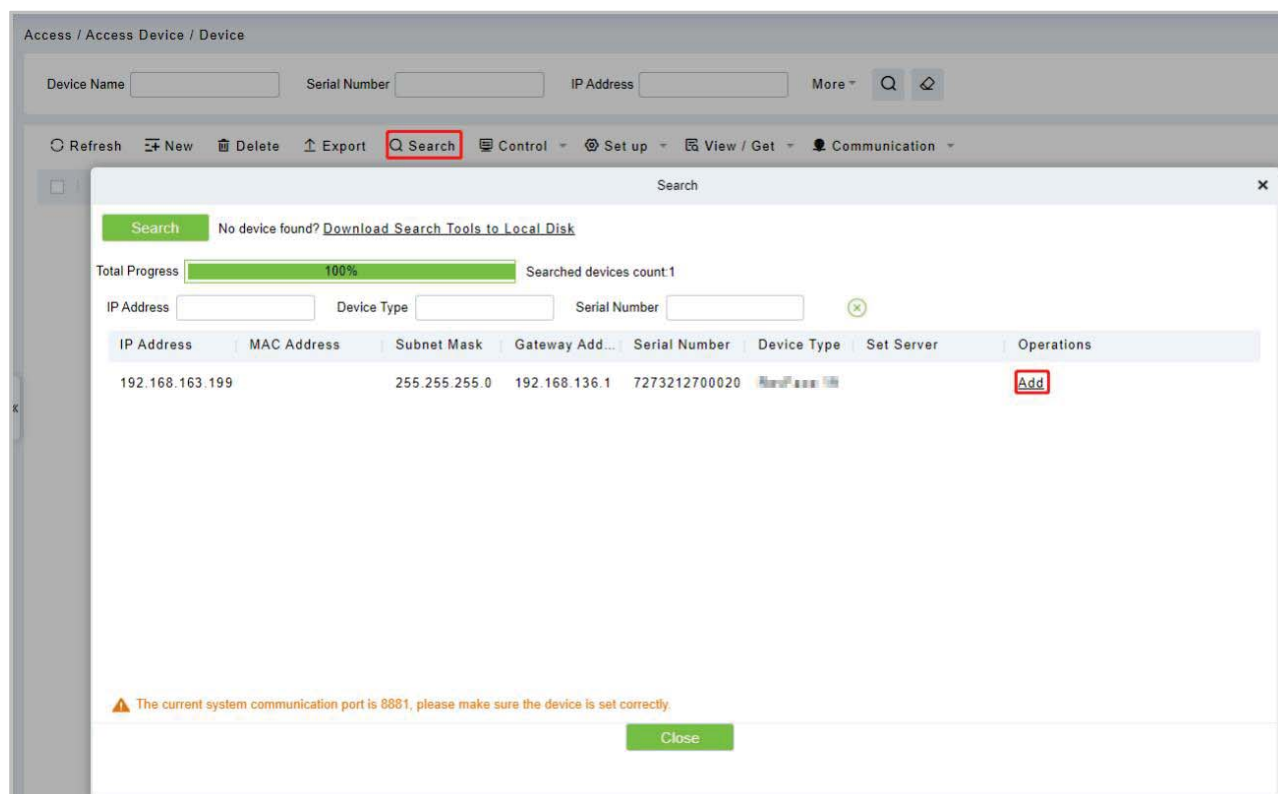 Access / Access Device / Device
Device Name Serial Number IP Address More
Refresh New Delete Export Search Control Set up View / Get Communication
Search
Search No device found? Download Search Tools to Local Disk
Total Progress 100% Searched devices count:1
IP Address Device Type Serial Number
IP Address MAC Address Subnet Mask Gateway Add... Serial Number Device Type Set Server Operations
192.168.163.199 255.255.255.0 192.168.136.1 7273212700020 Add
The current system communication port is 8881, please make sure the device is set correctly.
Close